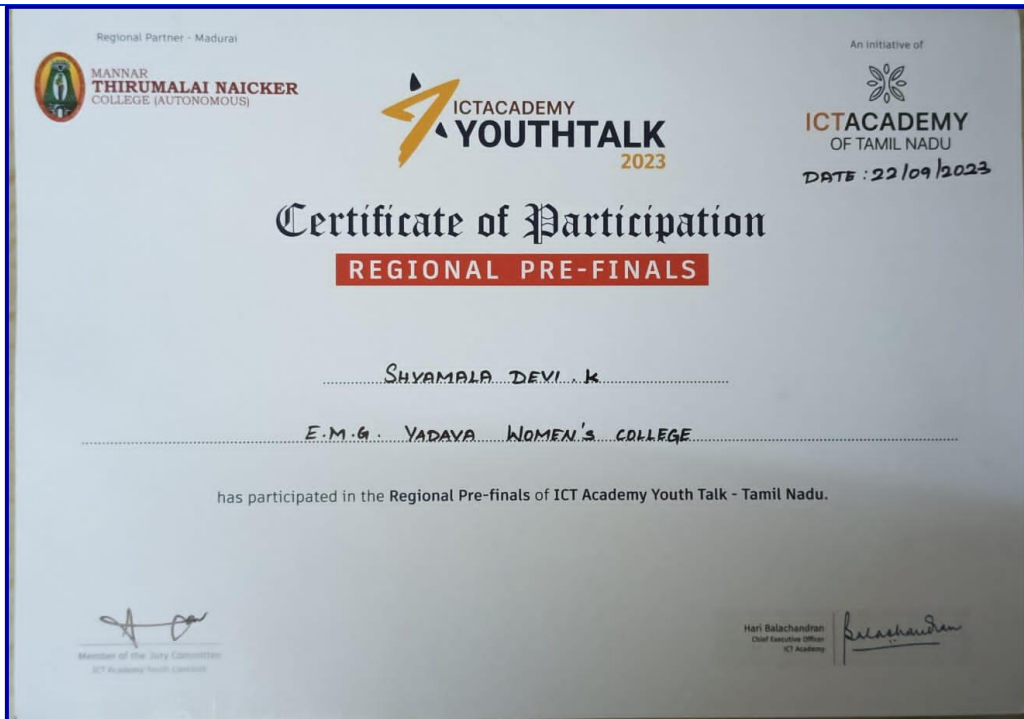 Regional Partner - Madurai
MANNAR
THIRUMALAI NAICKER
COLLEGE (AUTONOMOUS)
ICTACADEMY
YOUTHTALK
2023
An initiative of
ICTACADEMY
OF TAMIL NADU
DATE : 22/09/2023
Certificate of Participation
REGIONAL PRE-FINALS
SHYAMALA DEVI . K
E.M.G. YADAVA WOMEN'S COLLEGE
has participated in the Regional Pre-finals of ICT Academy Youth Talk - Tamil Nadu.
Member of the Jury Committee
ICT Academy Youth
Hari Balachandran
Chief Executive Officer
ICT Academy
Balachandran